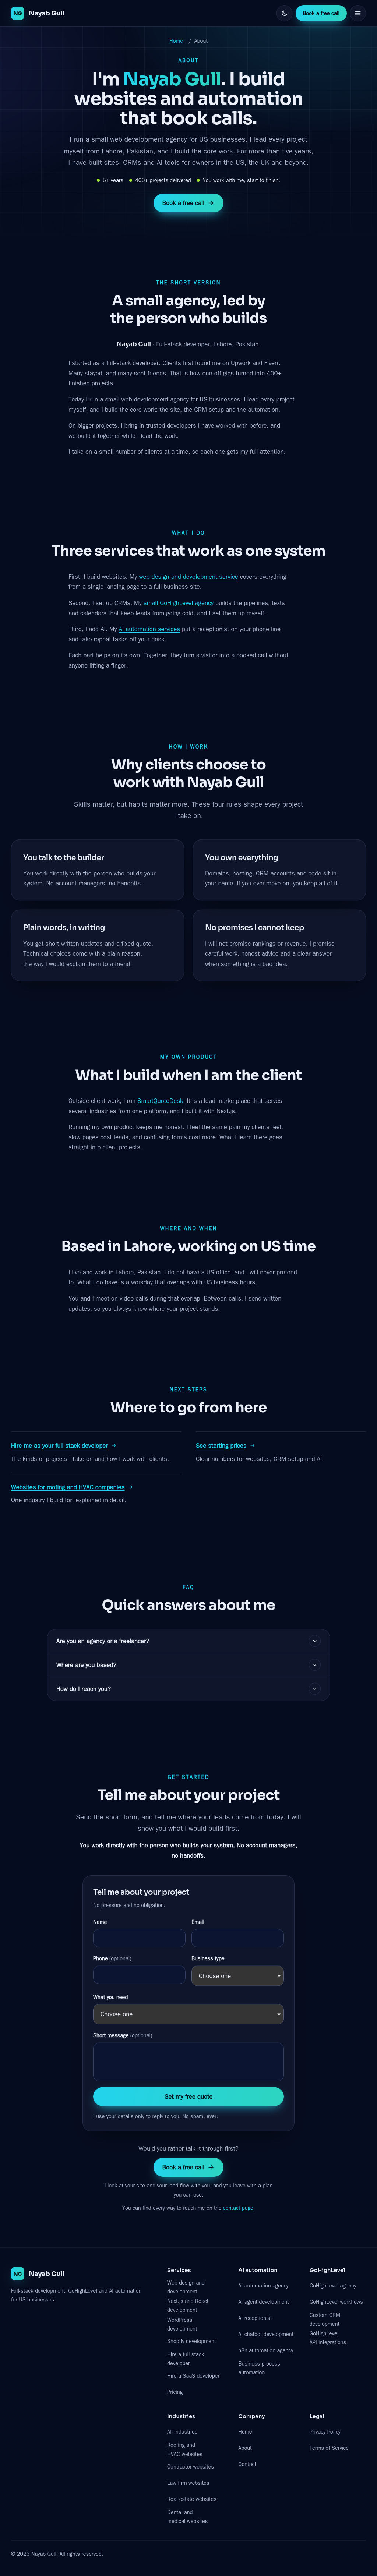 NG Nayab Gull
Book a free call
Home / About
ABOUT
I'm Nayab Gull. I build
websites and automation
that book calls.
I run a small web development agency for US businesses. I lead every project
myself from Lahore, Pakistan, and I build the core work. For more than five years,
I have built sites, CRMs and AI tools for owners in the US, the UK and beyond.
5+ years
400+ projects delivered
You work with me, start to finish.
Book a free call →
THE SHORT VERSION
A small agency, led by
the person who builds
Nayab Gull · Full-stack developer, Lahore, Pakistan.
I started as a full-stack developer. Clients first found me on Upwork and Fiverr.
Many stayed, and many sent friends. That is how one-off gigs turned into 400+
finished projects.
Today I run a small web development agency for US businesses. I lead every project
myself, and I build the core work: the site, the CRM setup and the automation.
On bigger projects, I bring in trusted developers I have worked with before, and
we build it together while I lead the work.
I take on a small number of clients at a time, so each one gets my full attention.
WHAT I DO
Three services that work as one system
First, I build websites. My web design and development service covers everything
from a single landing page to a full business site.
Second, I set up CRMs. My small GoHighLevel agency builds the pipelines, texts
and calendars that keep leads from going cold, and I set them up myself.
Third, I add AI. My AI automation services put a receptionist on your phone line
and take repeat tasks off your desk.
Each part helps on its own. Together, they turn a visitor into a booked call without
anyone lifting a finger.
HOW I WORK
Why clients choose to
work with Nayab Gull
Skills matter, but habits matter more. These four rules shape every project
I take on.
You talk to the builder
You work directly with the person who builds your
system. No account managers, no handoffs.
You own everything
Domains, hosting, CRM accounts and code sit in
your name. If you ever move on, you keep all of it.
Plain words, in writing
You get short written updates and a fixed quote.
Technical choices come with a plain reason,
the way I would explain them to a friend.
No promises I cannot keep
I will not promise rankings or revenue. I promise
careful work, honest advice and a clear answer
when something is a bad idea.
MY OWN PRODUCT
What I build when I am the client
Outside client work, I run SmartQuoteDesk. It is a lead marketplace that serves
several industries from one platform, and I built it with Next.js.
Running my own product keeps me honest. I feel the same pain my clients feel:
slow pages cost leads, and confusing forms cost more. What I learn there goes
straight into client projects.
WHERE AND WHEN
Based in Lahore, working on US time
I live and work in Lahore, Pakistan. I do not have a US office, and I will never pretend
to. What I do have is a workday that overlaps with US business hours.
You and I meet on video calls during that overlap. Between calls, I send written
updates, so you always know where your project stands.
NEXT STEPS
Where to go from here
Hire me as your full stack developer →
The kinds of projects I take on and how I work with clients.
See starting prices →
Clear numbers for websites, CRM setup and AI.
Websites for roofing and HVAC companies →
One industry I build for, explained in detail.
FAQ
Quick answers about me
Are you an agency or a freelancer?
Where are you based?
How do I reach you?
GET STARTED
Tell me about your project
Send the short form, and tell me where your leads come from today. I will
show you what I would build first.
You work directly with the person who builds your system. No account managers,
no handoffs.
Tell me about your project
No pressure and no obligation.
Name
Email
Phone (optional)
Business type
Choose one
What you need
Choose one
Short message (optional)
Get my free quote
I use your details only to reply to you. No spam, ever.
Would you rather talk it through first?
Book a free call →
I look at your site and your lead flow with you, and you leave with a plan
you can use.
You can find every way to reach me on the contact page.
NG Nayab Gull
Full-stack development, GoHighLevel and AI automation
for US businesses.
Services
Web design and
development
Next.js and React
development
WordPress
development
Shopify development
Hire a full stack
developer
Hire a SaaS developer
Pricing
AI automation
AI automation agency
AI agent development
AI receptionist
AI chatbot development
n8n automation agency
Business process
automation
GoHighLevel
GoHighLevel agency
GoHighLevel workflows
Custom CRM
development
GoHighLevel
API integrations
Industries
All industries
Roofing and
HVAC websites
Contractor websites
Law firm websites
Real estate websites
Dental and
medical websites
Company
Home
About
Contact
Legal
Privacy Policy
Terms of Service
© 2026 Nayab Gull. All rights reserved.